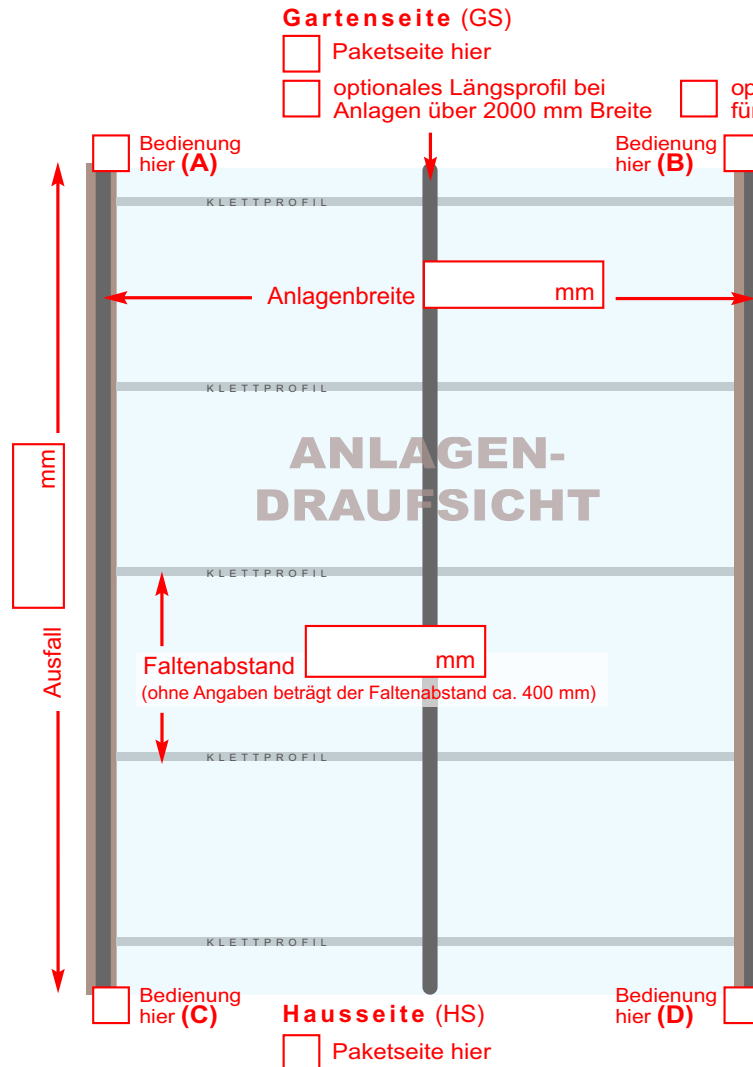 Gartenseite (GS)
Paketseite hier
optionales Längsprofil bei
Anlagen über 2000 mm Breite
op
für
Bedienung
hier (A)
Bedienung
hier (B)
KLETTPROFIL
Anlagenbreite mm
KLETTPROFIL
ANLAGEN-
DRAUFSICHT
mm
Ausfall
KLETTPROFIL
Faltenabstand mm
(ohne Angaben beträgt der Faltenabstand ca. 400 mm)
KLETTPROFIL
KLETTPROFIL
Bedienung
hier (C)
Bedienung
hier (D)
Hausseite (HS)
Paketseite hier